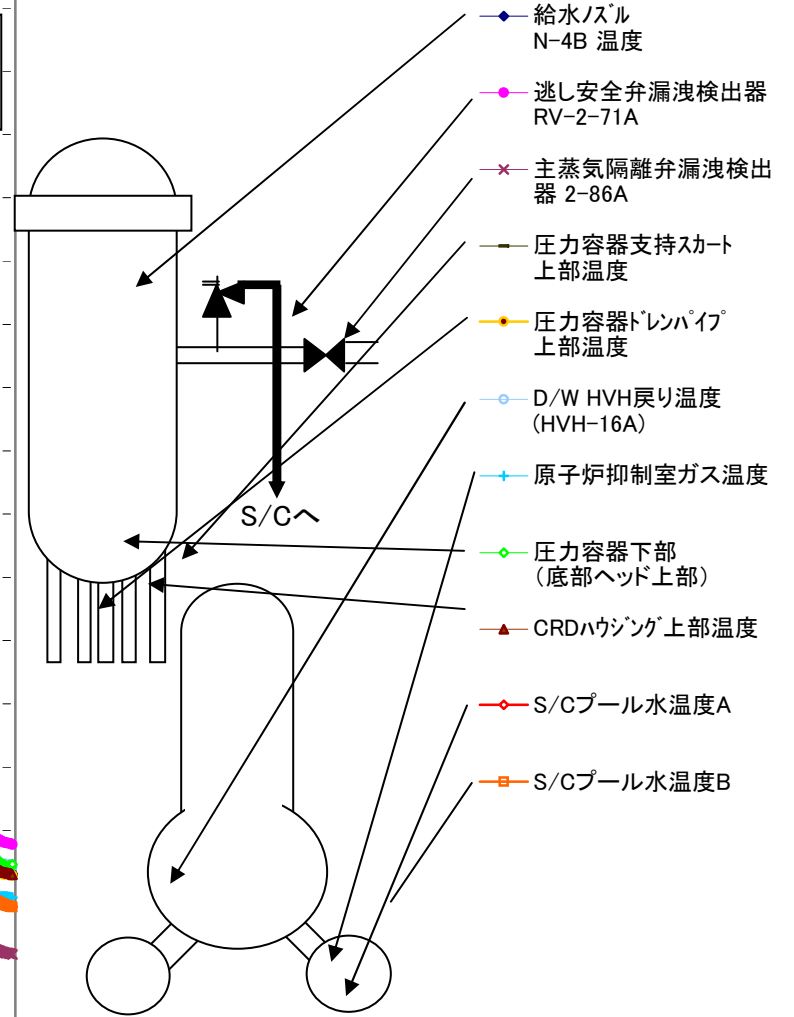 給水ノズル
N-4B 温度
逃し安全弁漏洩検出器
RV-2-71A
主蒸気隔離弁漏洩検出
器 2-86A
圧力容器支持スカート
上部温度
圧力容器ドレンパイプ
上部温度
D/W HVH戻り温度
(HVH-16A)
原子炉抑制室ガス温度
S/Cへ
圧力容器下部
（底部ヘッド上部）
CRDハウジング上部温度
S/Cプール水温度A
S/Cプール水温度B